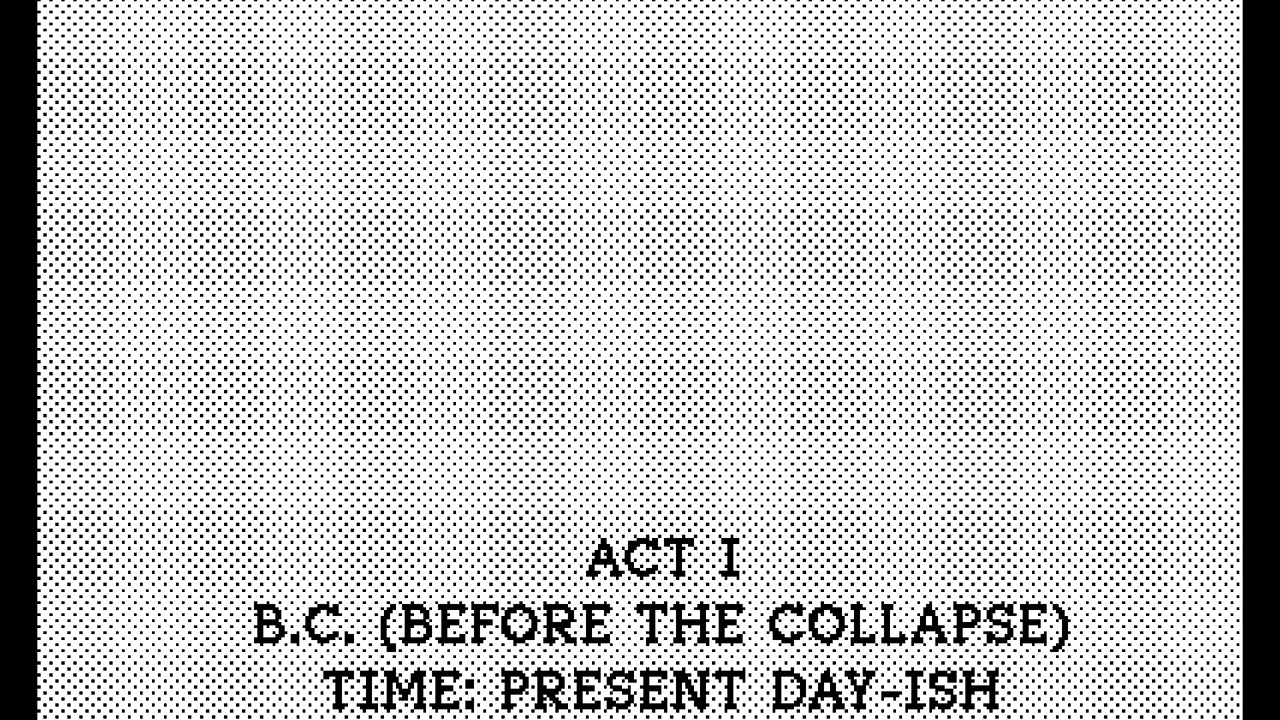 ACT I
B.C. (BEFORE THE COLLAPSE)
TIME: PRESENT DAY-ISH